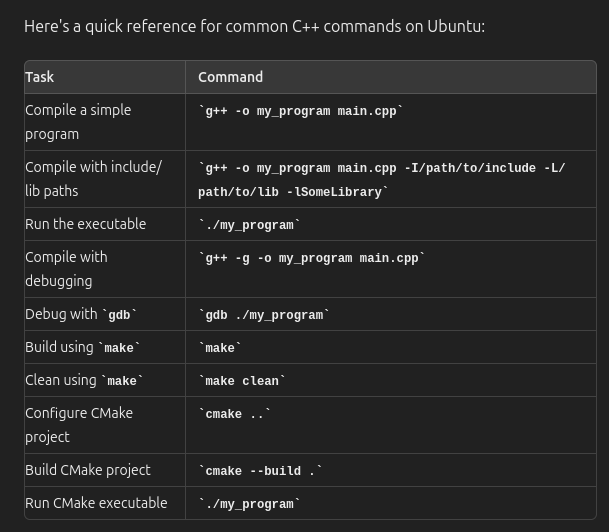 Here's a quick reference for common C++ commands on Ubuntu:
Task Command
Compile a simple program `g++ -o my_program main.cpp`
Compile with include/lib paths `g++ -o my_program main.cpp -I/path/to/include -L/path/to/lib -lSomeLibrary`
Run the executable `./my_program`
Compile with debugging `g++ -g -o my_program main.cpp`
Debug with `gdb` `gdb ./my_program`
Build using `make` `make`
Clean using `make` `make clean`
Configure CMake project `cmake ..`
Build CMake project `cmake --build .`
Run CMake executable `./my_program`